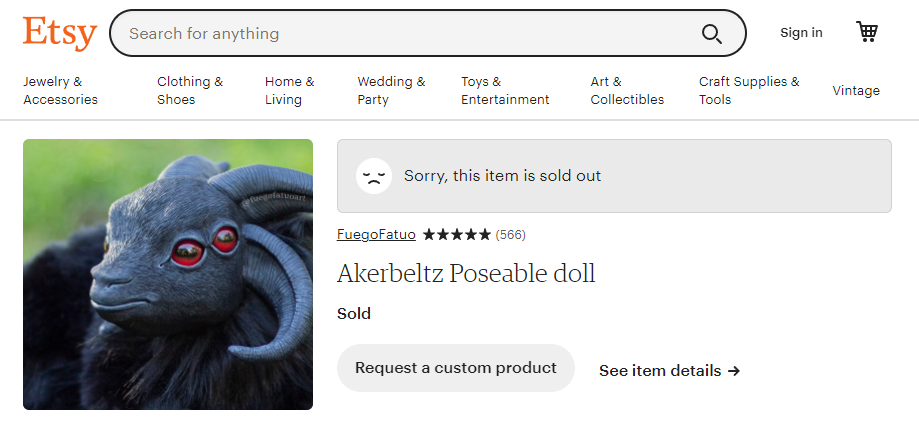 Etsy
Search for anything
Sign in
Jewelry &
Accessories
Clothing &
Shoes
Home &
Living
Wedding &
Party
Toys &
Entertainment
Art &
Collectibles
Craft Supplies &
Tools
Vintage
@fuegofatuoart
Sorry, this item is sold out
FuegoFatuo ★★★★★ (566)
Akerbeltz Poseable doll
Sold
Request a custom product
See item details →